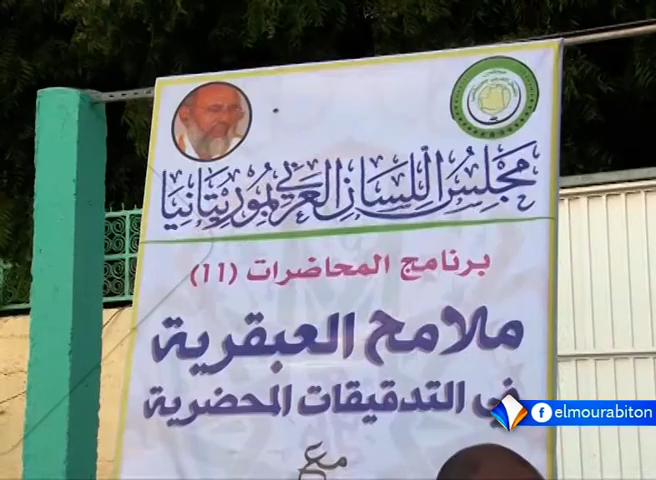 مجلس اللسان العربي بموريتانيا
برنامج المحاضرات (11)
ملامح العبقرية
في التدقيقات المحضرية
مع
elmourabiton